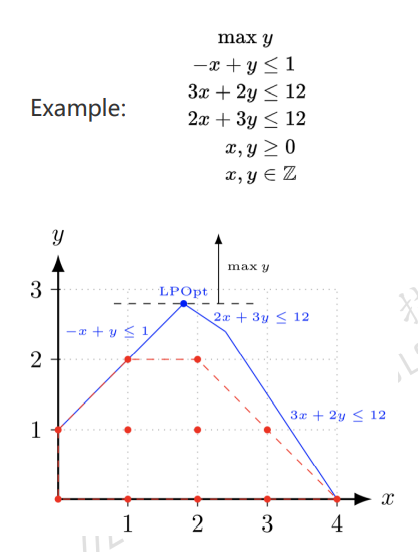 max y
−x + y ≤ 1
Example:
3x + 2y ≤ 12
2x + 3y ≤ 12
x, y ≥ 0
x, y ∈ ℤ
y
max y
LPOpt
3
2x + 3y ≤ 12
−x + y ≤ 1
2
3x + 2y ≤ 12
1
x
1 2 3 4